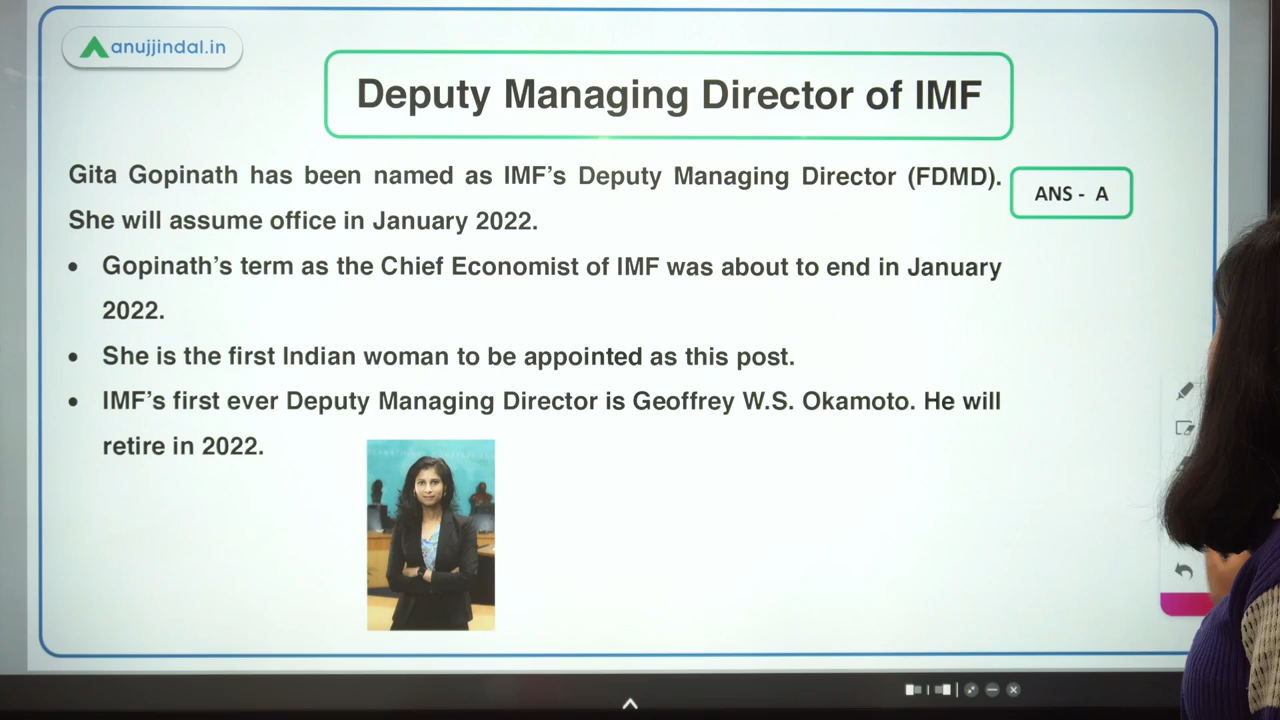 anujjindal.in
Deputy Managing Director of IMF
Gita Gopinath has been named as IMF’s Deputy Managing Director (FDMD).
ANS - A
She will assume office in January 2022.
• Gopinath’s term as the Chief Economist of IMF was about to end in January
2022.
• She is the first Indian woman to be appointed as this post.
• IMF’s first ever Deputy Managing Director is Geoffrey W.S. Okamoto. He will
retire in 2022.